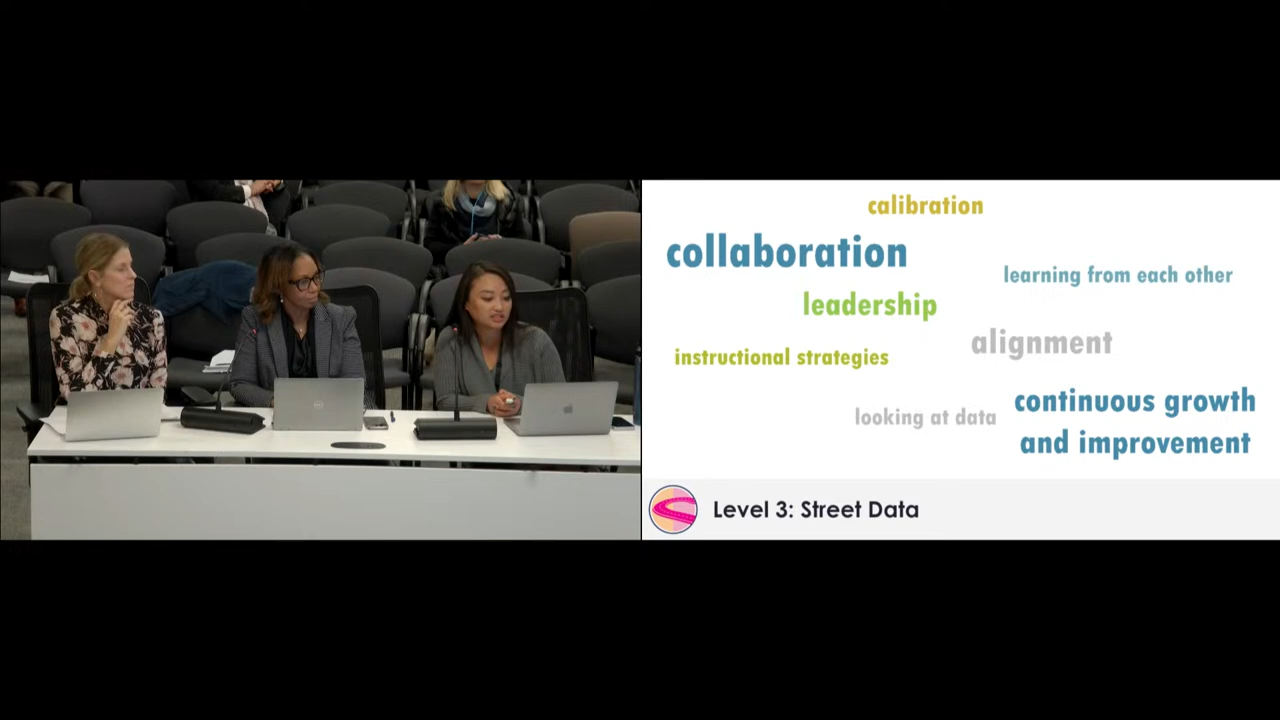 calibration
collaboration
learning from each other
leadership
alignment
instructional strategies
continuous growth
and improvement
looking at data
Level 3: Street Data